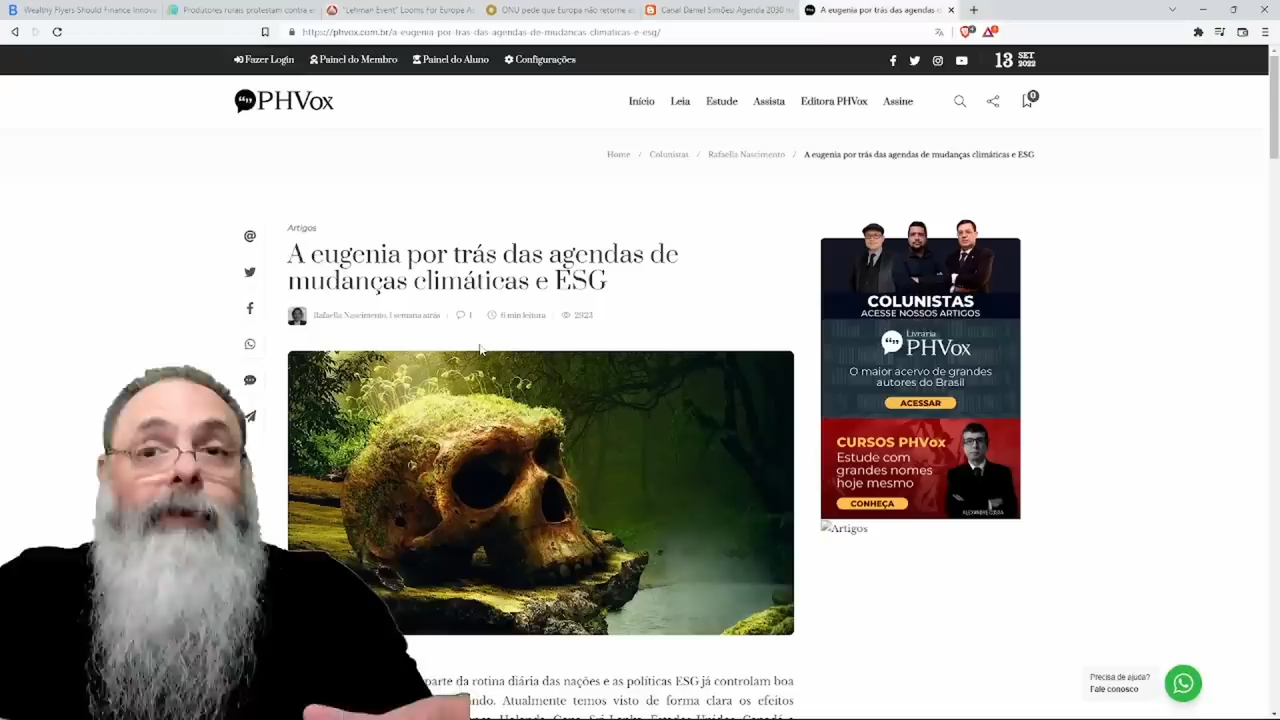 Wealthy Flyers Should Finance Innov
Produtores rurais protestam contra e
"Lehman Event" Looms For Europe As
ONU pede que Europa não retorne a
Canal Daniel Simões: Agenda 2030 n
A eugenia por trás das agendas d
https://phvox.com.br/a-eugenia-por-tras-das-agendas-de-mudancas-climaticas-e-esg/
Fazer Login
Painel do Membro
Painel do Aluno
Configurações
13 SET 2022
PHVox
Início
Leia
Estude
Assista
Editora PHVox
Assine
0
Home / Colunistas / Rafaella Nascimento / A eugenia por trás das agendas de mudanças climáticas e ESG
Artigos
A eugenia por trás das agendas de
mudanças climáticas e ESG
Rafaella Nascimento, 1 semana atrás
1
6 min leitura
2923
COLUNISTAS
ACESSE NOSSOS ARTIGOS
Livraria
PHVox
O maior acervo de grandes
autores do Brasil
ACESSAR
CURSOS PHVox
Estude com
grandes nomes
hoje mesmo
CONHEÇA
ALEXANDRE COSTA
Artigos
parte da rotina diária das nações e as políticas ESG já controlam boa
ndo. Atualmente temos visto de forma clara os efeitos
Precisa de ajuda?
Fale conosco